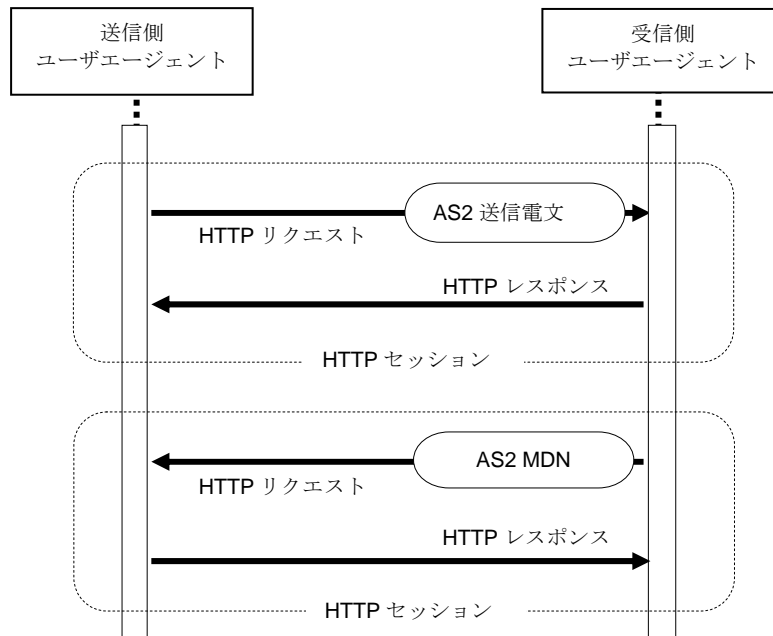 送信側
ユーザエージェント
受信側
ユーザエージェント
AS2 送信電文
HTTP リクエスト
HTTP レスポンス
HTTP セッション
AS2 MDN
HTTP リクエスト
HTTP レスポンス
HTTP セッション